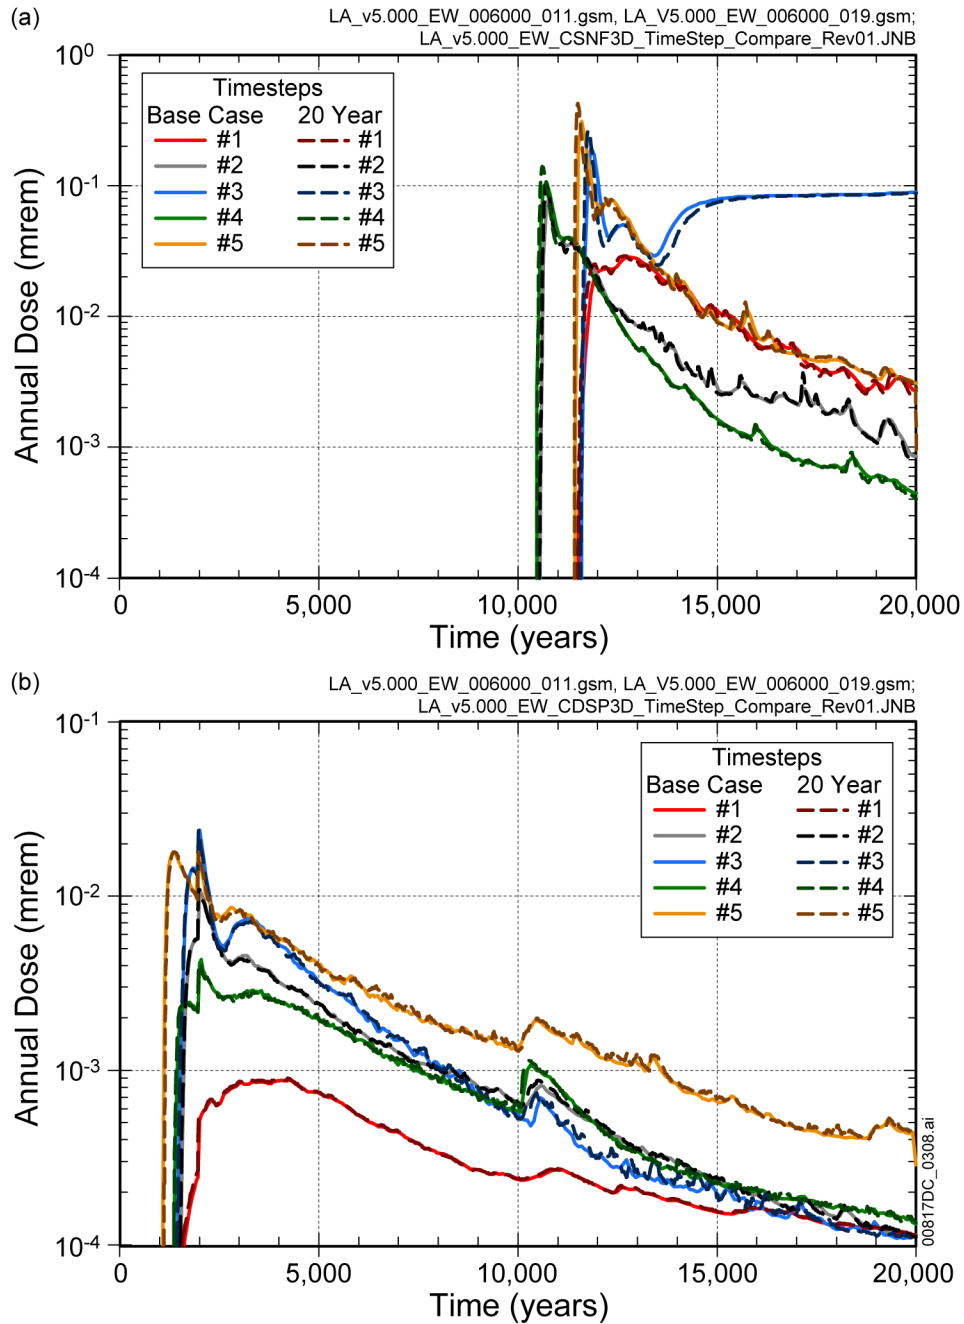 (a)
LA_v5.000_EW_006000_011.gsm, LA_V5.000_EW_006000_019.gsm;
LA_v5.000_EW_CSNF3D_TimeStep_Compare_Rev01.JNB
Timesteps
Base Case 20 Year
#1 #1
#2 #2
#3 #3
#4 #4
#5 #5
10^0
10^-1
10^-2
10^-3
10^-4
Annual Dose (mrem)
0 5,000 10,000 15,000 20,000
Time (years)
(b)
LA_v5.000_EW_006000_011.gsm, LA_V5.000_EW_006000_019.gsm;
LA_v5.000_EW_CDSP3D_TimeStep_Compare_Rev01.JNB
Timesteps
Base Case 20 Year
#1 #1
#2 #2
#3 #3
#4 #4
#5 #5
10^-1
10^-2
10^-3
10^-4
Annual Dose (mrem)
0 5,000 10,000 15,000 20,000
Time (years)
00817DC_0308.ai